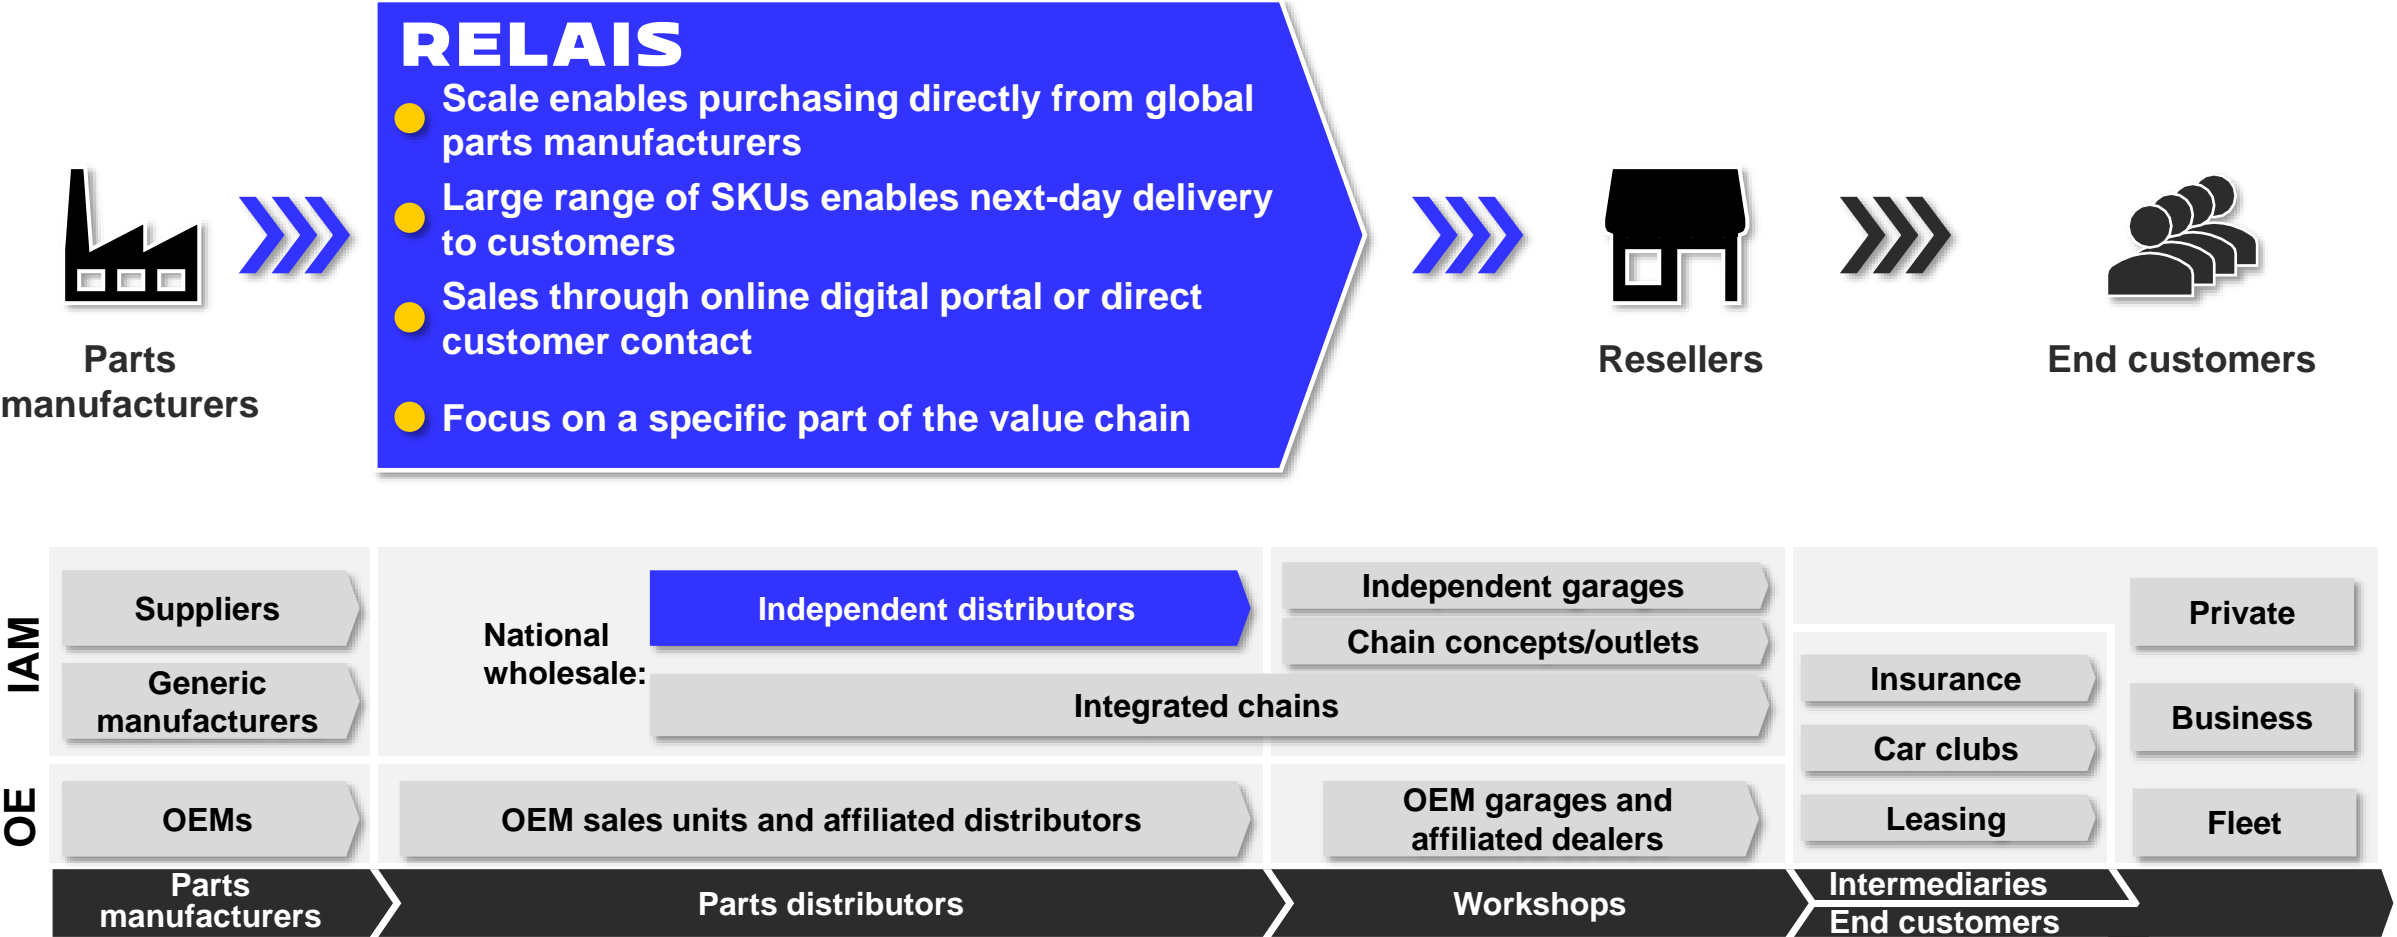 RELAIS
Scale enables purchasing directly from global
parts manufacturers
Large range of SKUs enables next-day delivery
to customers
Sales through online digital portal or direct
customer contact
Focus on a specific part of the value chain
Parts
manufacturers
Resellers
End customers
IAM
Suppliers
Generic
manufacturers
National
wholesale:
Independent distributors
Integrated chains
Independent garages
Chain concepts/outlets
Insurance
Car clubs
Leasing
Private
Business
Fleet
OE
OEMs
OEM sales units and affiliated distributors
OEM garages and
affiliated dealers
Parts
manufacturers
Parts distributors
Workshops
Intermediaries
End customers